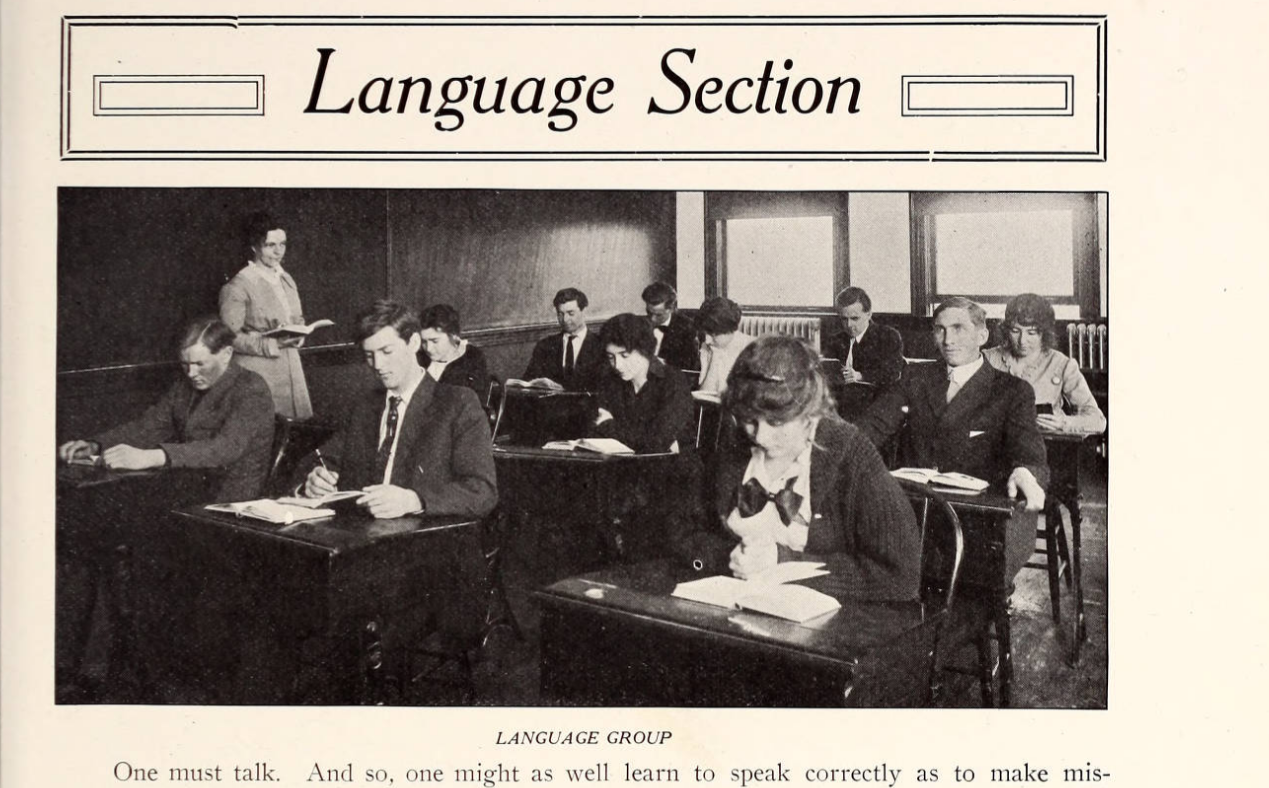 Language Section
LANGUAGE GROUP
One must talk. And so, one might as well learn to speak correctly as to make mis-